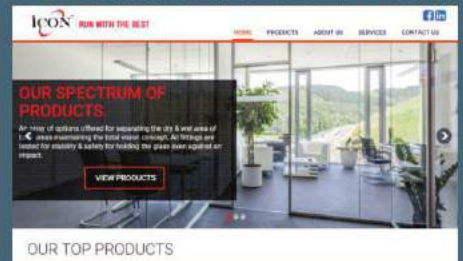 ICON RUN WITH THE BEST
HOME PRODUCTS ABOUT US SERVICES CONTACT US
OUR SPECTRUM OF
PRODUCTS
An array of options offered for separating the dry & wet area of
areas maintaining the total vision concept. All fittings are
tested for stability & safety for holding the glass even against an
impact.
VIEW PRODUCTS
OUR TOP PRODUCTS